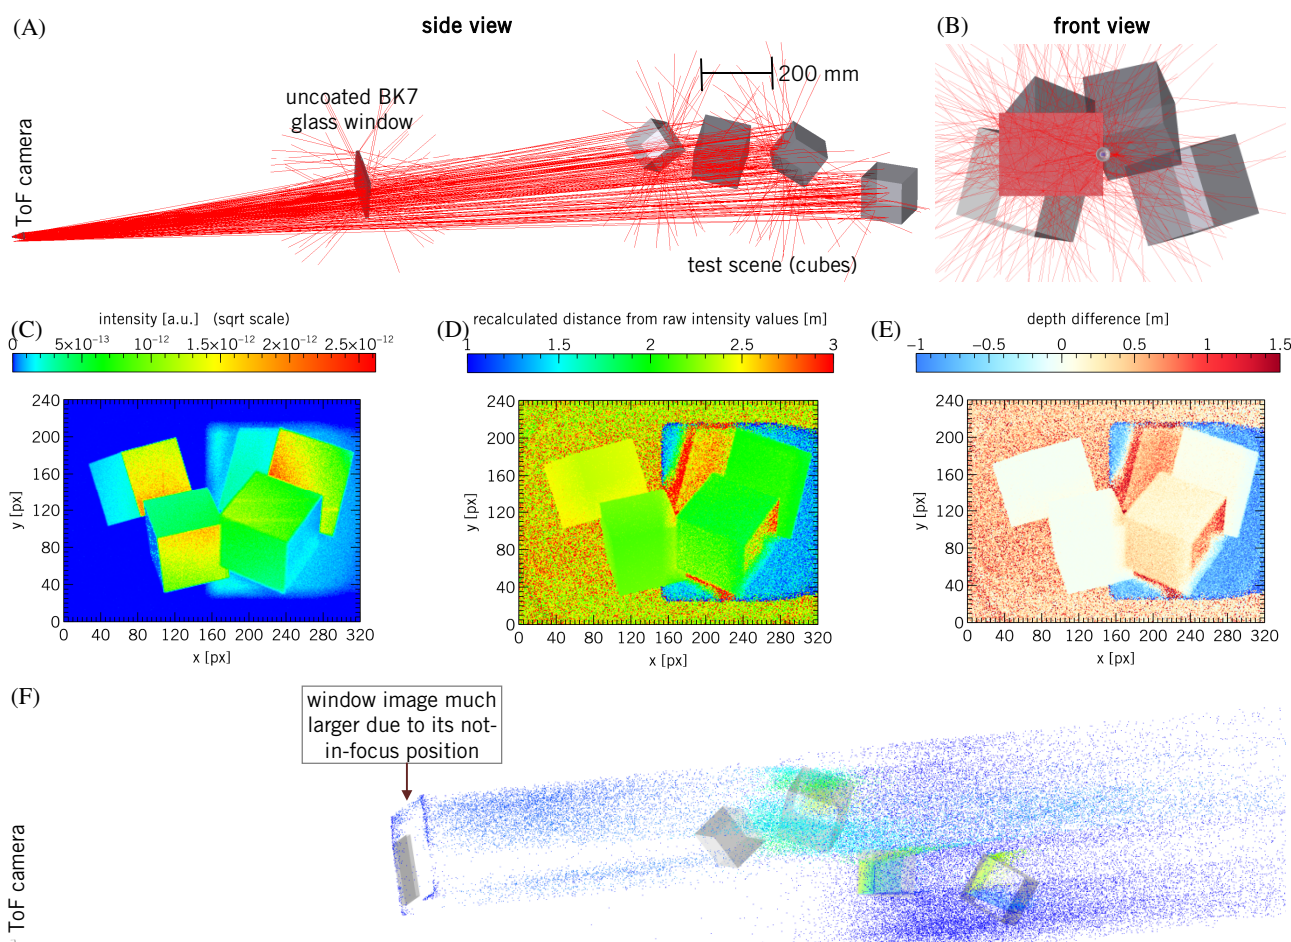 (A)
side view
(B)
front view
200 mm
uncoated BK7
glass window
ToF camera
test scene (cubes)
(C)
intensity [a.u.] (sqrt scale)
0 5×10⁻¹³ 10⁻¹² 1.5×10⁻¹² 2×10⁻¹² 2.5×10⁻¹²
240
200
160
120
80
40
0
y [px]
0 40 80 120 160 200 240 280 320
x [px]
(D)
recalculated distance from raw intensity values [m]
1 1.5 2 2.5 3
240
200
160
120
80
40
0
y [px]
0 40 80 120 160 200 240 280 320
x [px]
(E)
depth difference [m]
−1 −0.5 0 0.5 1 1.5
240
200
160
120
80
40
0
y [px]
0 40 80 120 160 200 240 280 320
x [px]
(F)
window image much
larger due to its not-
in-focus position
ToF camera